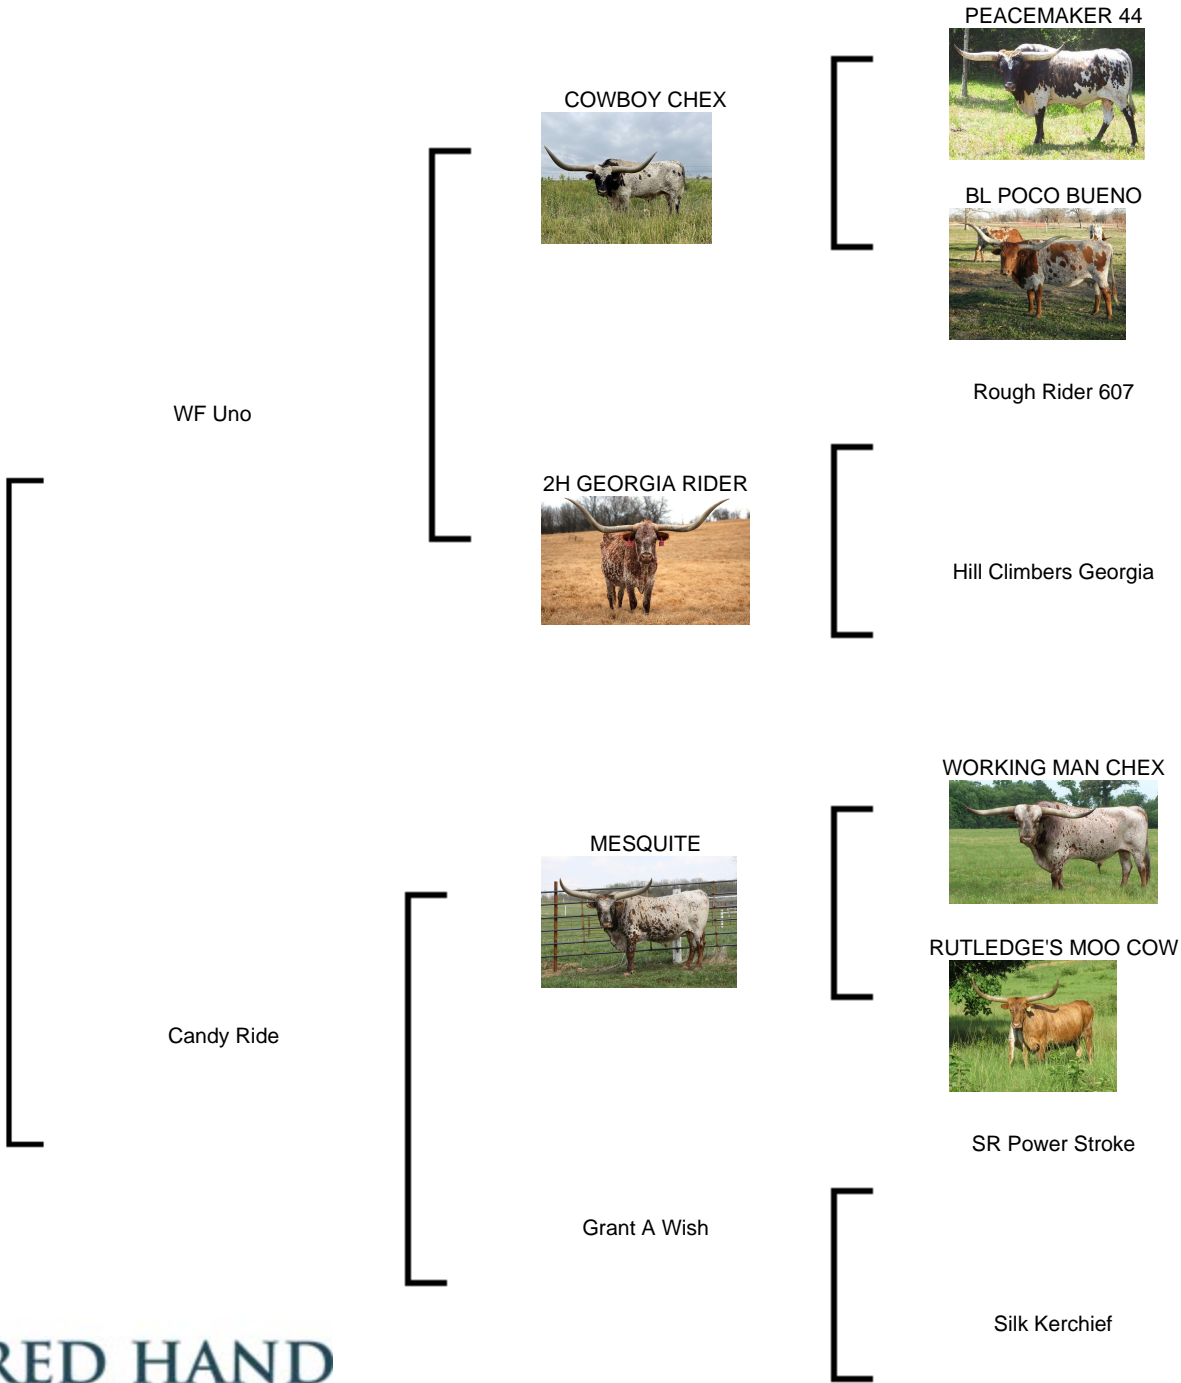 PEACEMAKER 44
COWBOY CHEX
BL POCO BUENO
WF Uno
Rough Rider 607
2H GEORGIA RIDER
Hill Climbers Georgia
WORKING MAN CHEX
MESQUITE
RUTLEDGE'S MOO COW
Candy Ride
SR Power Stroke
Grant A Wish
Silk Kerchief
RED HAND